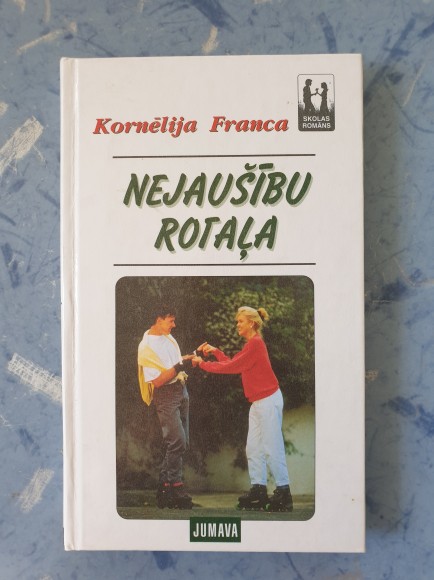 SKOLAS
ROMĀNS
Kornēlija Franca
NEJAUŠĪBU
ROTAĻA
JUMAVA